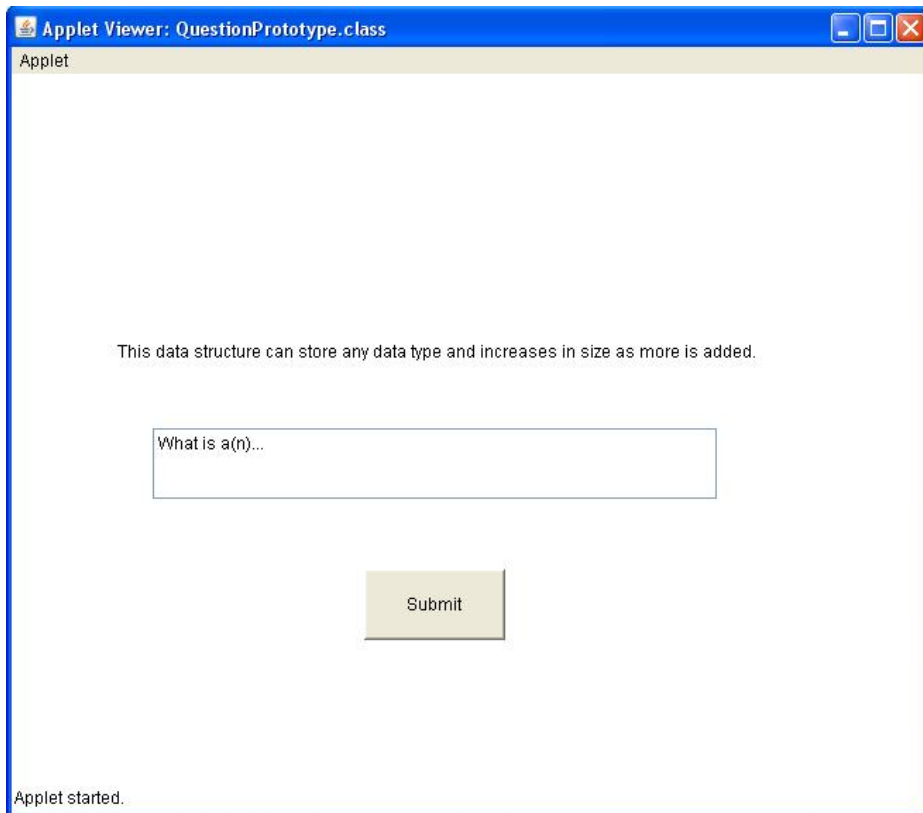 Applet Viewer: QuestionPrototype.class
Applet
This data structure can store any data type and increases in size as more is added.
What is a(n)...
Submit
Applet started.